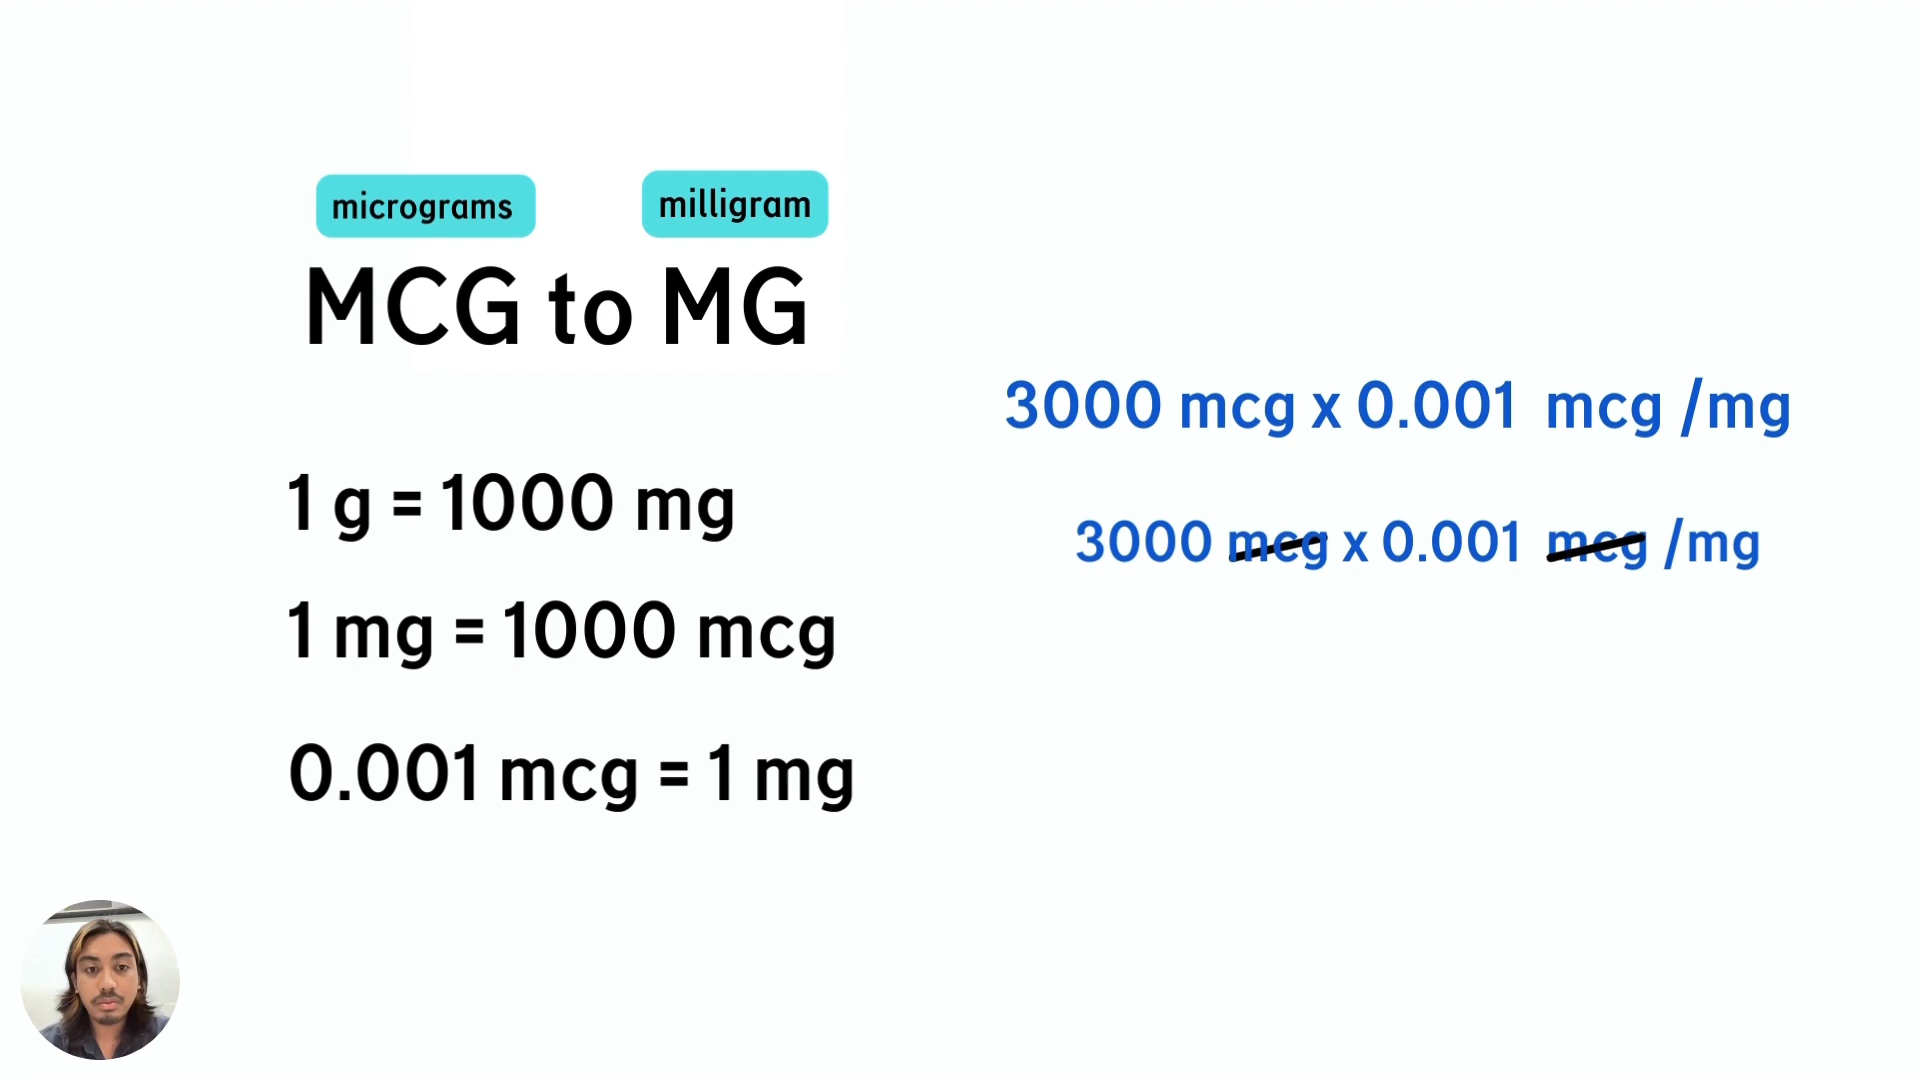 micrograms milligram
MCG to MG
1 g = 1000 mg
1 mg = 1000 mcg
0.001 mcg = 1 mg
3000 mcg x 0.001 mcg /mg
3000 mcg x 0.001 mcg /mg